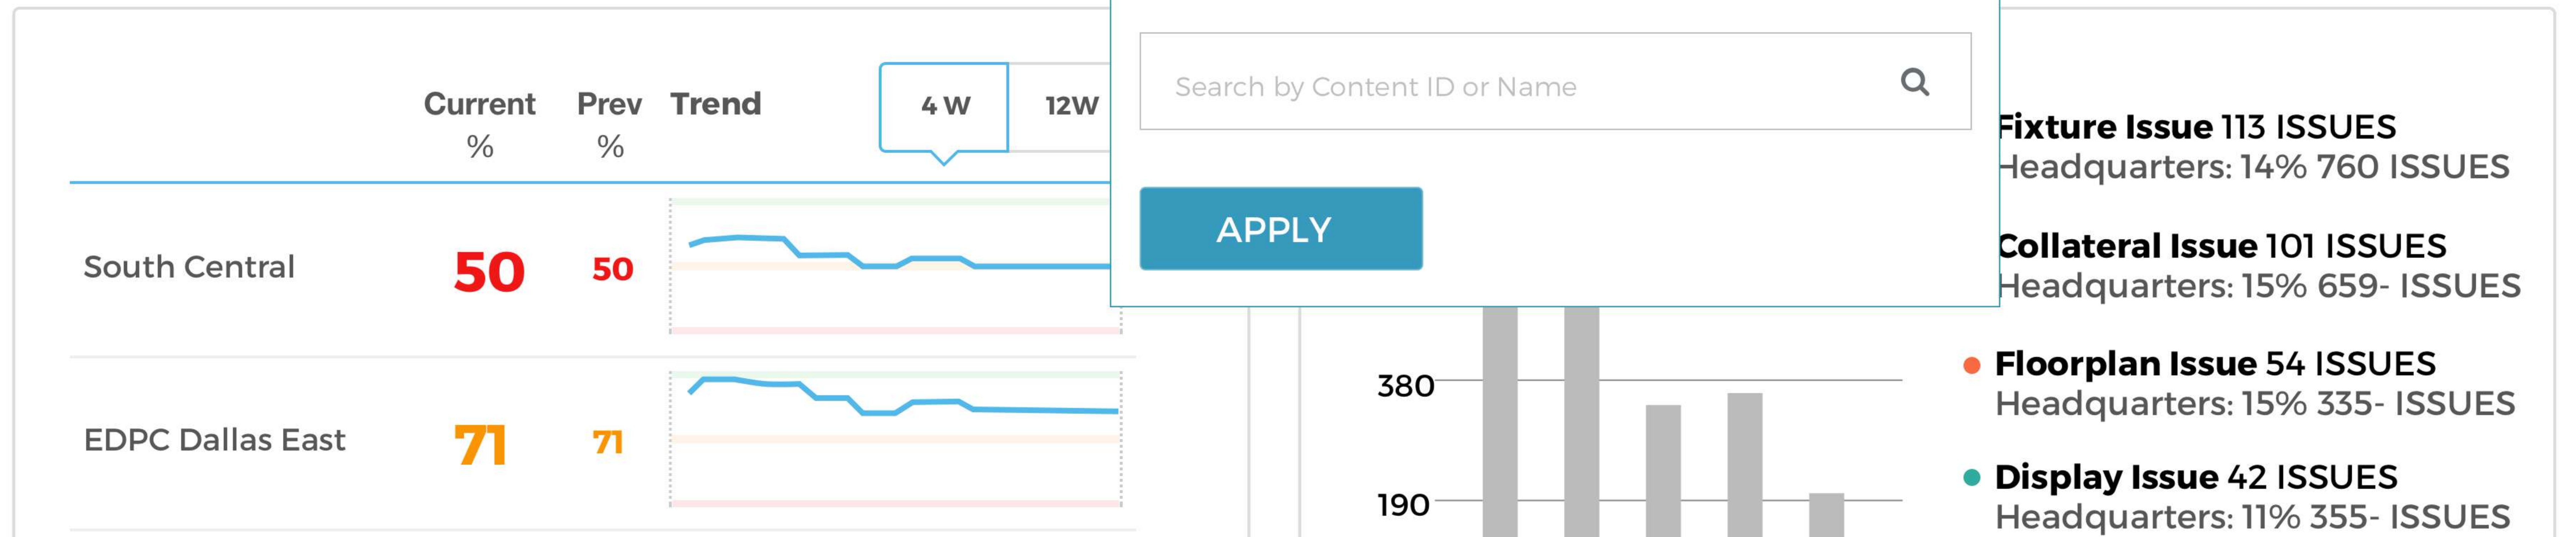 Current Prev Trend 4 W 12W
% %
South Central 50 50
EDPC Dallas East 71 71
Search by Content ID or Name
APPLY
380
190
Fixture Issue 113 ISSUES
Headquarters: 14% 760 ISSUES
Collateral Issue 101 ISSUES
Headquarters: 15% 659- ISSUES
Floorplan Issue 54 ISSUES
Headquarters: 15% 335- ISSUES
Display Issue 42 ISSUES
Headquarters: 11% 355- ISSUES